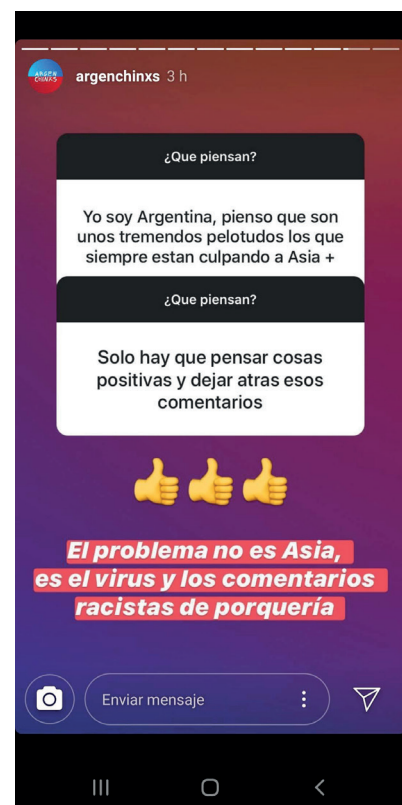 ARGEN
CHINXS
argenchinxs 3 h
¿Que piensan?
Yo soy Argentina, pienso que son
unos tremendos pelotudos los que
siempre estan culpando a Asia +
¿Que piensan?
Solo hay que pensar cosas
positivas y dejar atras esos
comentarios
El problema no es Asia,
es el virus y los comentarios
racistas de porquería
Enviar mensaje